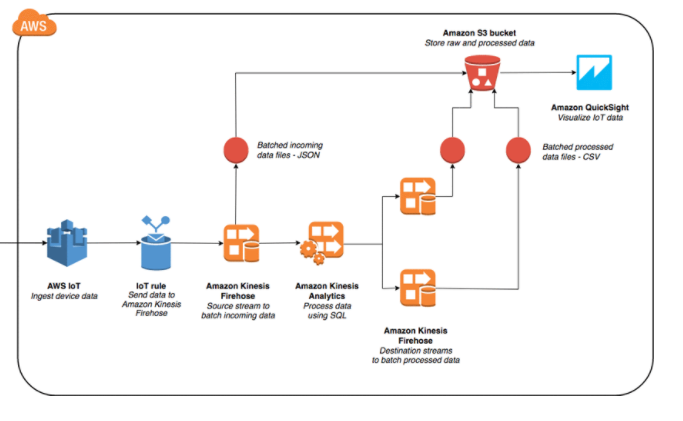 AWS
Amazon S3 bucket
Store raw and processed data
Amazon QuickSight
Visualize IoT data
Batched incoming
data files - JSON
Batched processed
data files - CSV
AWS IoT
Ingest device data
IoT rule
Send data to
Amazon Kinesis
Firehose
Amazon Kinesis
Firehose
Source stream to
batch incoming data
Amazon Kinesis
Analytics
Process data
using SQL
Amazon Kinesis
Firehose
Destination streams
to batch processed data